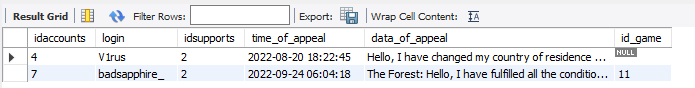 Result Grid Filter Rows: Export: Wrap Cell Content:
idaccounts login idsupports time_of_appeal data_of_appeal id_game
4 V1rus 2 2022-08-20 18:22:45 Hello, I have changed my country of residence ... NULL
7 badsapphire_ 2 2022-09-24 06:04:18 The Forest: Hello, I have fulfilled all the conditio... 11